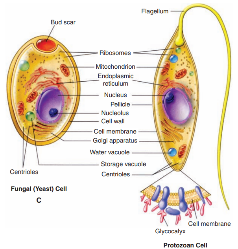 Flagellum
Bud scar
Ribosomes
Mitochondrion
Endoplasmic
reticulum
Nucleus
Pellicle
Nucleolus
Cell wall
Cell membrane
Golgi apparatus
Water vacuole
Storage vacuole
Centrioles
Centrioles
Fungal (Yeast) Cell
C
Glycocalyx
Cell membrane
Protozoan Cell